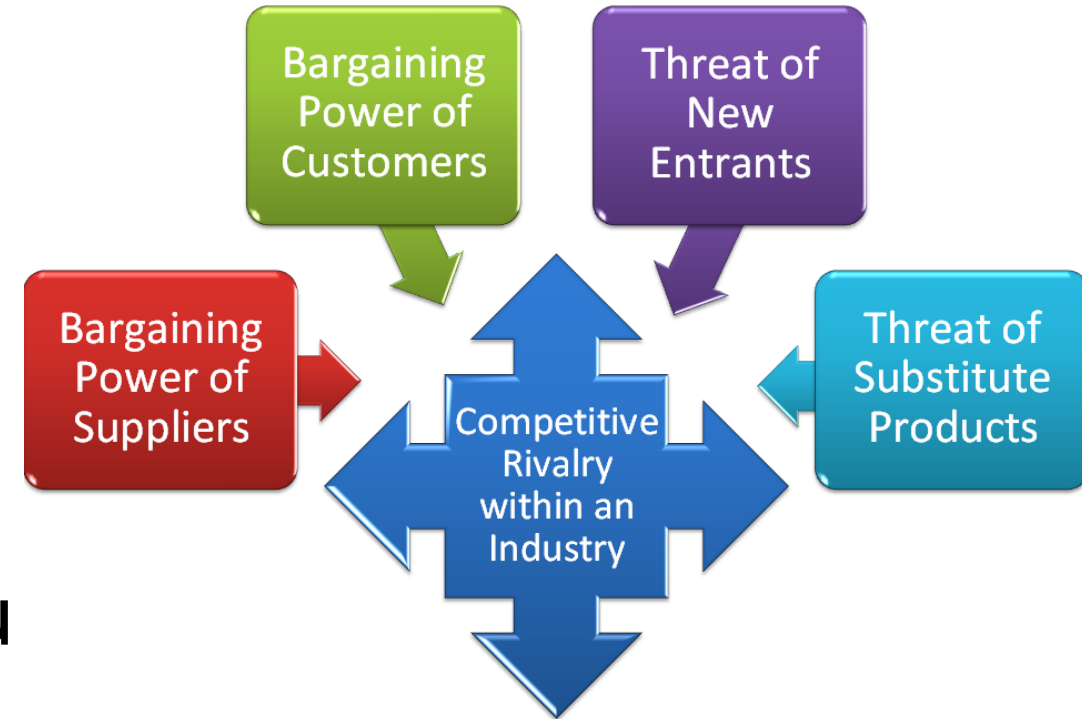 Bargaining
Power of
Customers
Threat of
New
Entrants
Bargaining
Power of
Suppliers
Threat of
Substitute
Products
Competitive
Rivalry
within an
Industry